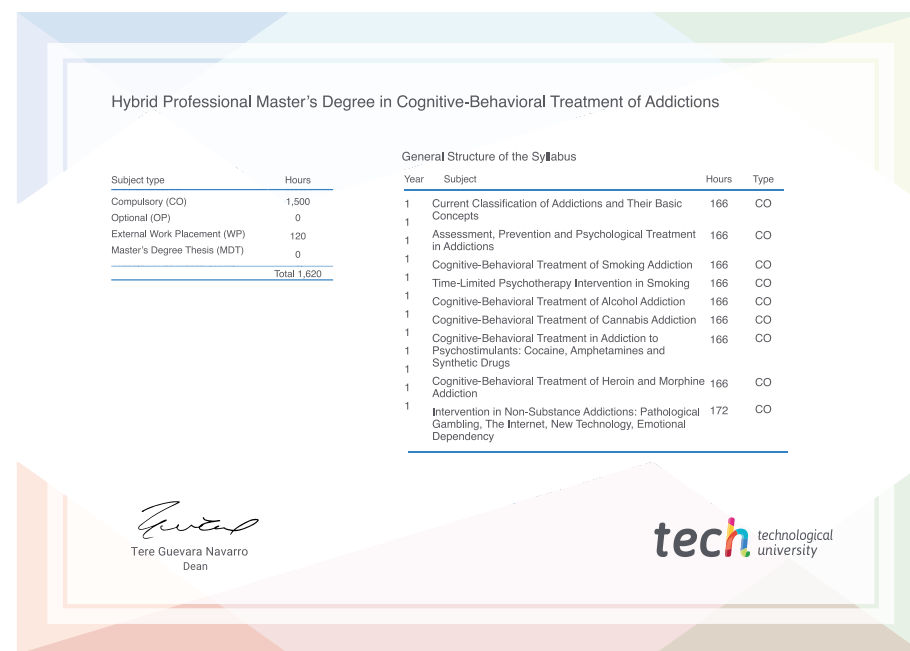 Hybrid Professional Master's Degree in Cognitive-Behavioral Treatment of Addictions
Subject type Hours
Compulsory (CO) 1,500
Optional (OP) 0
External Work Placement (WP) 120
Master's Degree Thesis (MDT) 0
Total 1,620
General Structure of the Syllabus
Year Subject Hours Type
1 Current Classification of Addictions and Their Basic 166 CO
Concepts
1
1 Assessment, Prevention and Psychological Treatment 166 CO
in Addictions
1 Cognitive-Behavioral Treatment of Smoking Addiction 166 CO
1 Time-Limited Psychotherapy Intervention in Smoking 166 CO
1 Cognitive-Behavioral Treatment of Alcohol Addiction 166 CO
1 Cognitive-Behavioral Treatment of Cannabis Addiction 166 CO
1 Cognitive-Behavioral Treatment in Addiction to 166 CO
1 Psychostimulants: Cocaine, Amphetamines and
Synthetic Drugs
1
1 Cognitive-Behavioral Treatment of Heroin and Morphine 166 CO
Addiction
1 Intervention in Non-Substance Addictions: Pathological 172 CO
Gambling, The Internet, New Technology, Emotional
Dependency
Tere Guevara Navarro
Dean
tech technological
university